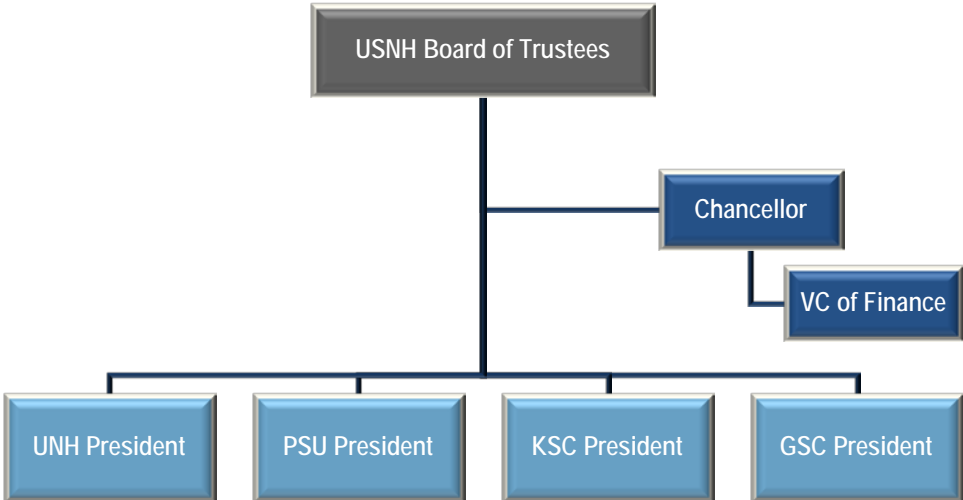 USNH Board of Trustees
Chancellor
VC of Finance
UNH President
PSU President
KSC President
GSC President